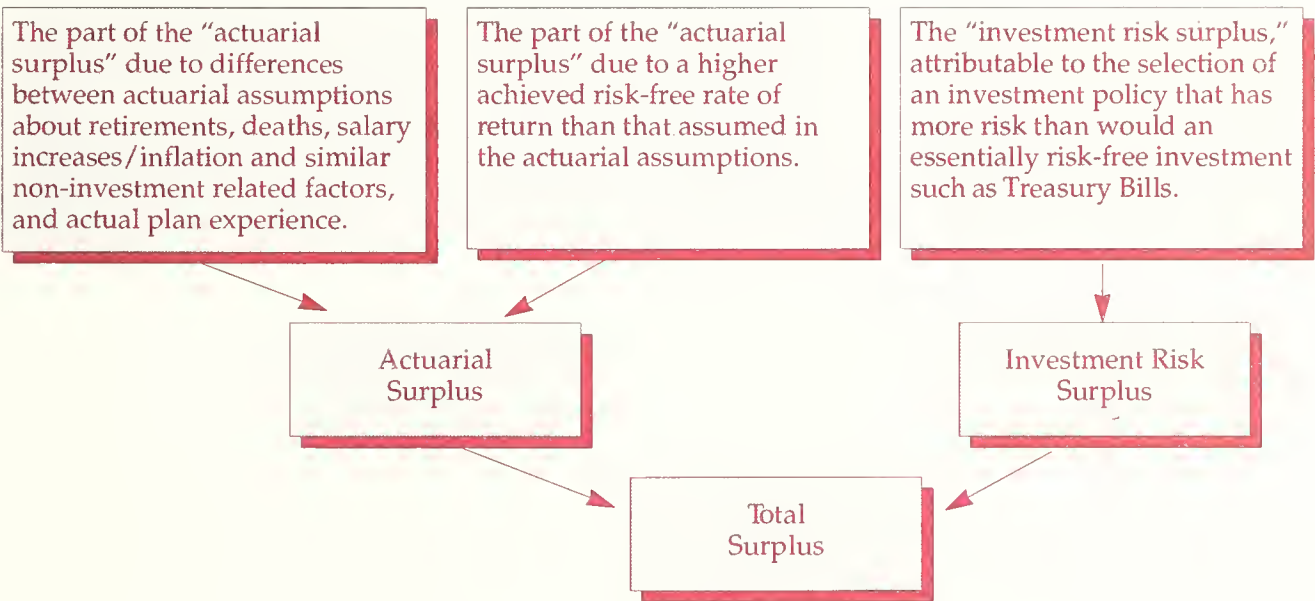 The part of the “actuarial
surplus” due to differences
between actuarial assumptions
about retirements, deaths, salary
increases/inflation and similar
non-investment related factors,
and actual plan experience.
The part of the “actuarial
surplus” due to a higher
achieved risk-free rate of
return than that assumed in
the actuarial assumptions.
The “investment risk surplus,”
attributable to the selection of
an investment policy that has
more risk than would an
essentially risk-free investment
such as Treasury Bills.
Actuarial
Surplus
Investment Risk
Surplus
Total
Surplus